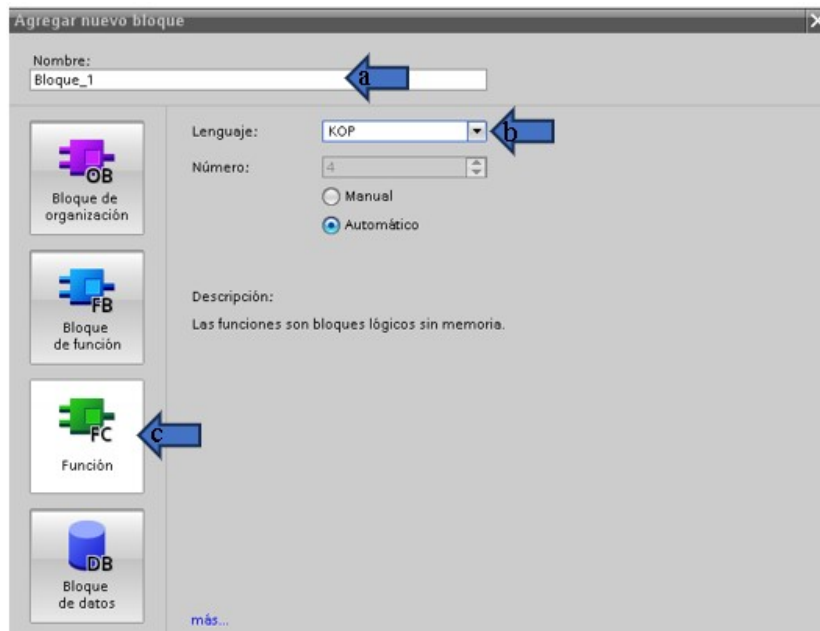 Agregar nuevo bloque
Nombre:
Bloque_1
a
OB
Bloque de
organización
FB
Bloque
de función
FC
Función
c
DB
Bloque
de datos
Lenguaje:
KOP
b
Número:
4
Manual
Automático
Descripción:
Las funciones son bloques lógicos sin memoria.
más...